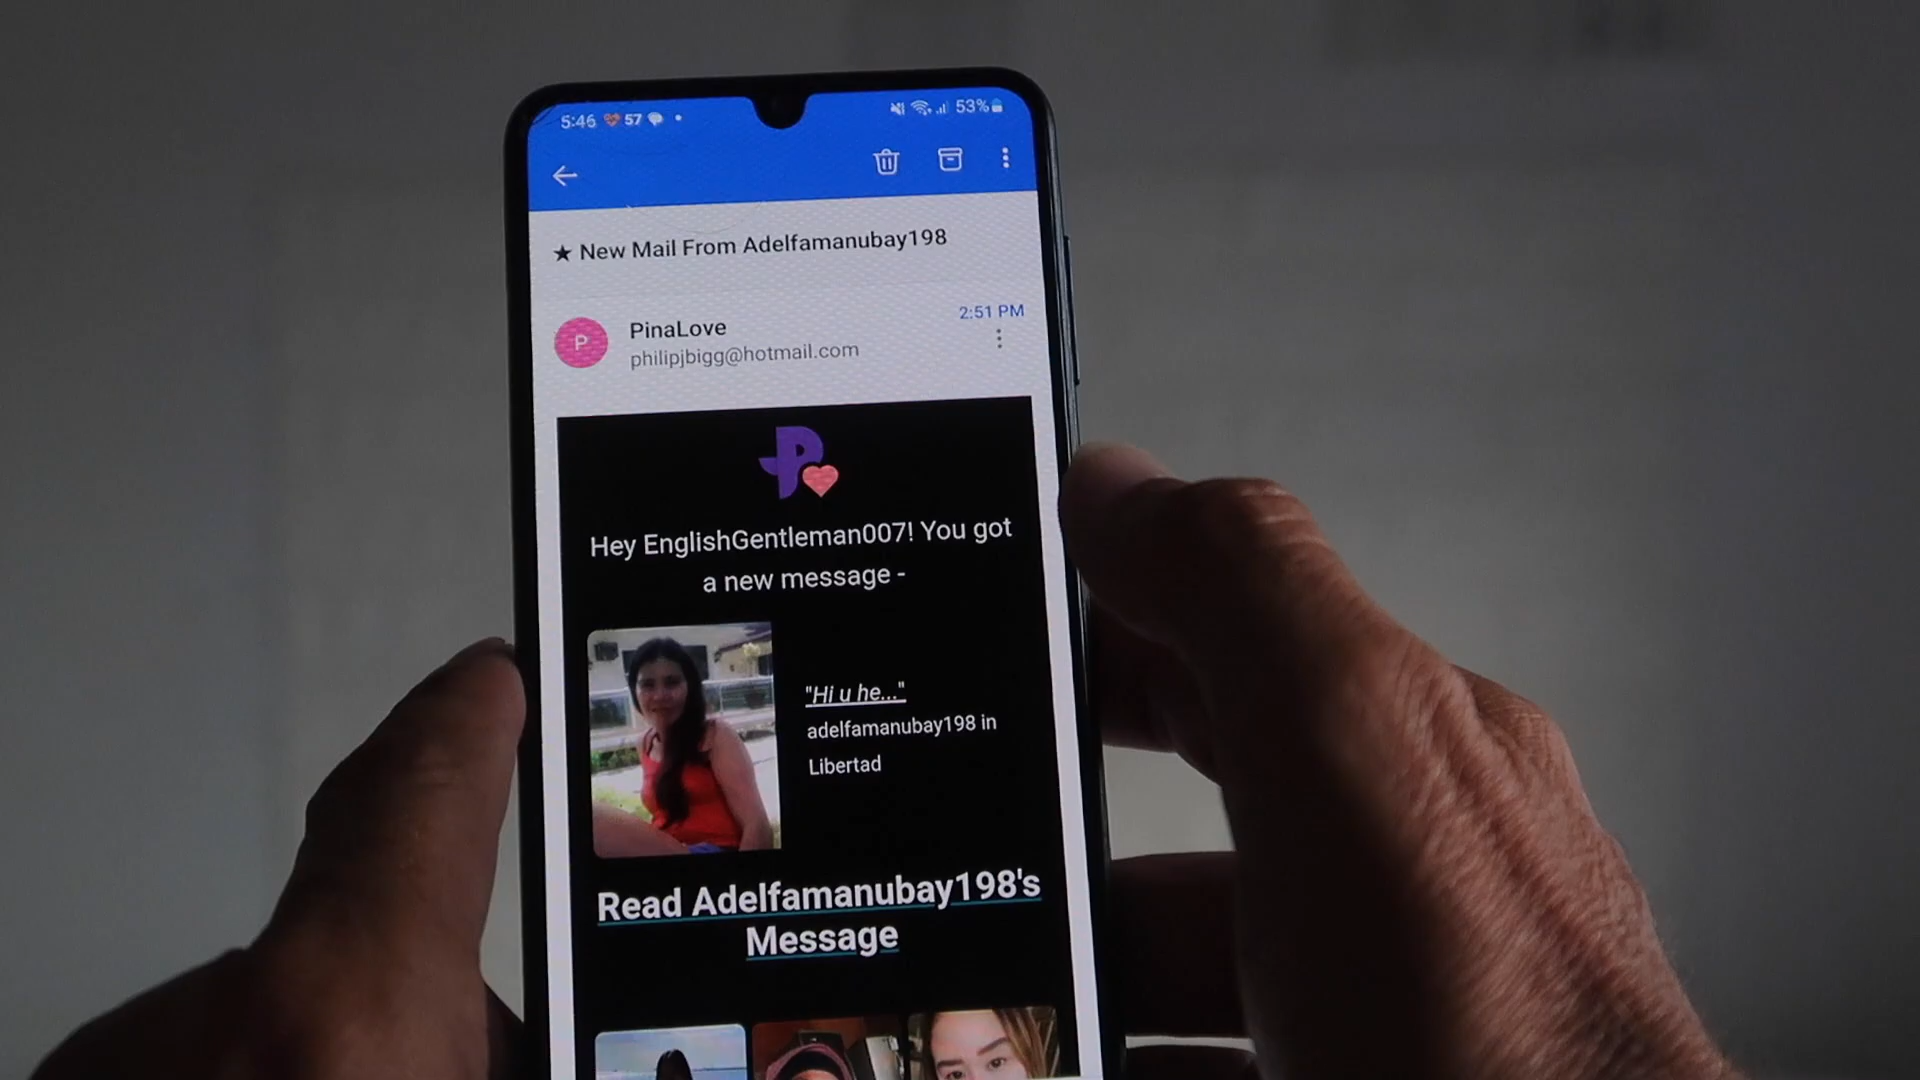 5:46 57 53%
★ New Mail From Adelfamanubay198
2:51 PM
P PinaLove
philipjbigg@hotmail.com
Hey EnglishGentleman007! You got
a new message -
"Hi u he..."
adelfamanubay198 in
Libertad
Read Adelfamanubay198's
Message